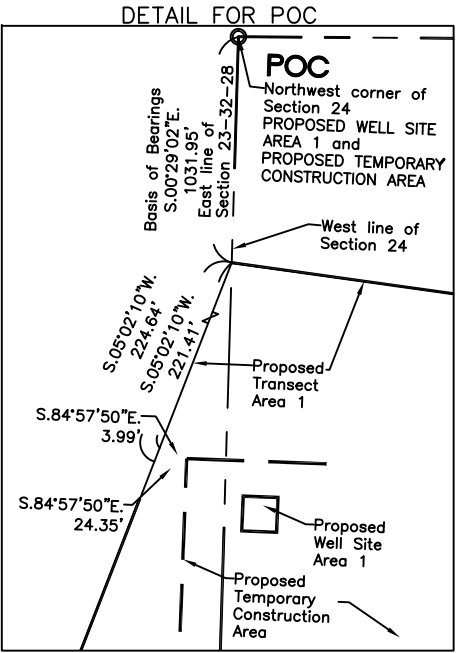 DETAIL FOR POC
POC
Northwest corner of
Section 24
PROPOSED WELL SITE
AREA 1 and
PROPOSED TEMPORARY
CONSTRUCTION AREA
Basis of Bearings
S.00°29'02"E.
1031.95'
East line of
Section 23-32-28
West line of
Section 24
S.05°02'10"W.
224.64'
S.05°02'10"W.
221.41'
Proposed
Transect
Area 1
S.84°57'50"E.
3.99'
S.84°57'50"E.
24.35'
Proposed
Well Site
Area 1
Proposed
Temporary
Construction
Area